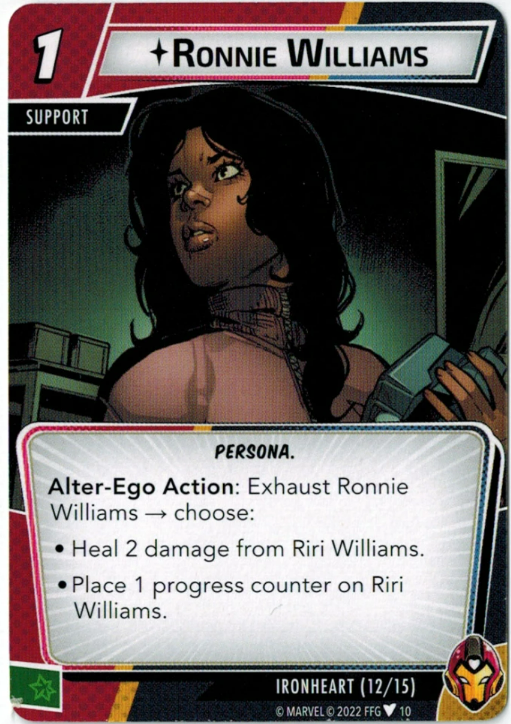 1
RONNIE WILLIAMS
SUPPORT
PERSONA.
Alter-Ego Action: Exhaust Ronnie
Williams → choose:
• Heal 2 damage from Riri Williams.
• Place 1 progress counter on Riri
Williams.
IRONHEART (12/15)
© MARVEL © 2022 FFG 10